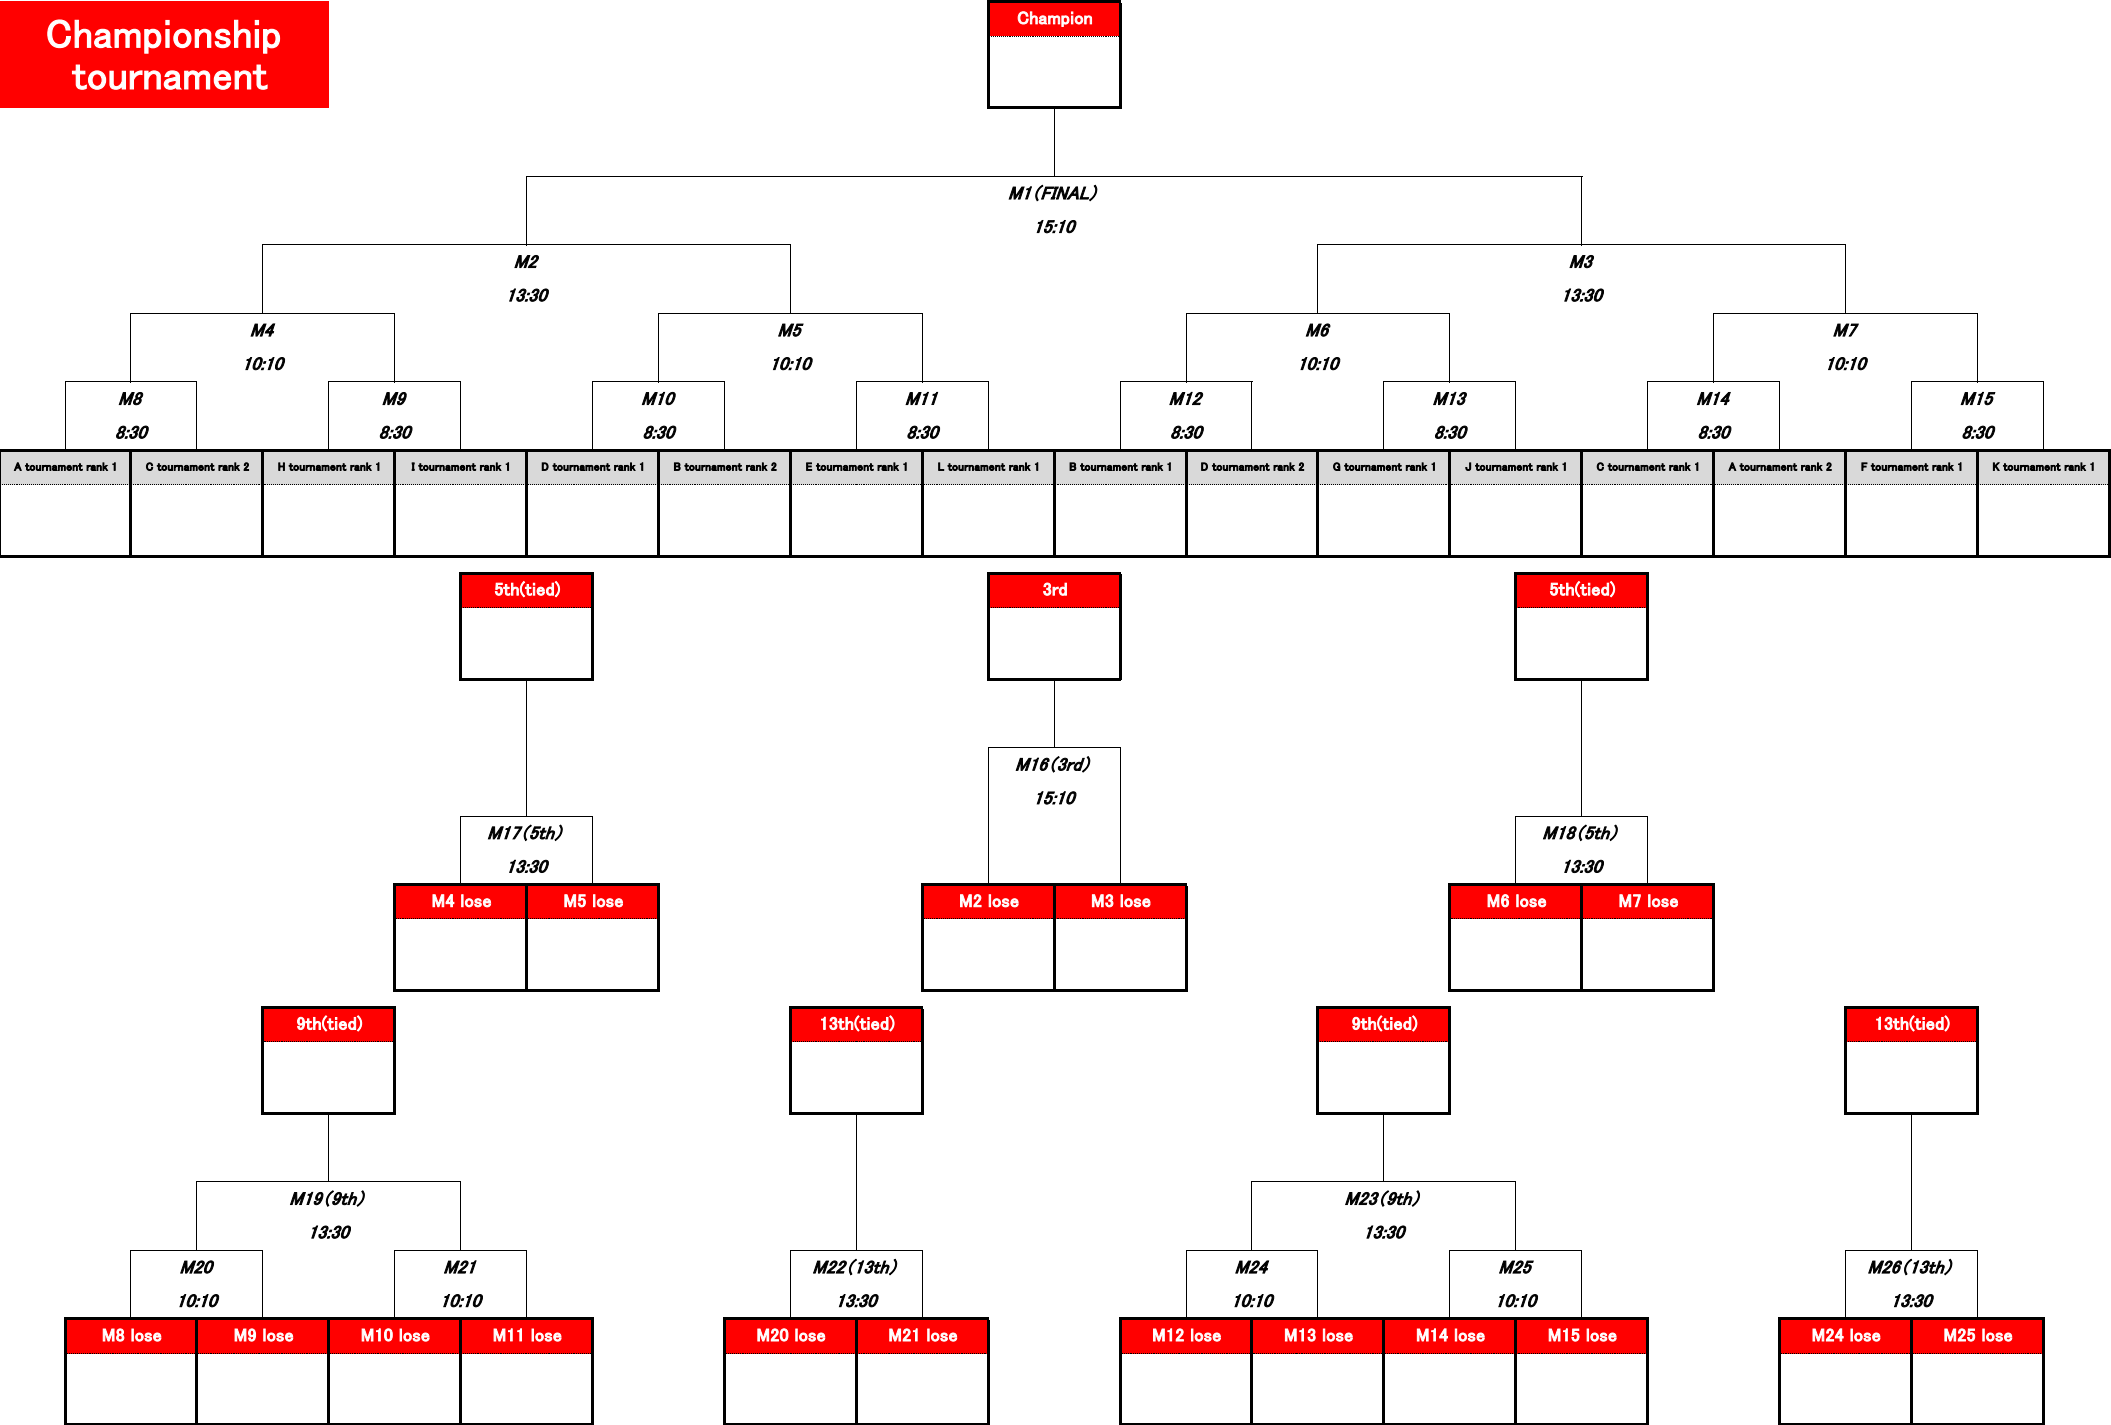 Championship
tournament
Champion
M1(FINAL)
15:10
M2
M3
13:30
13:30
M4
M5
M6
M7
10:10
10:10
10:10
10:10
M8
M9
M10
M11
M12
M13
M14
M15
8:30
8:30
8:30
8:30
8:30
8:30
8:30
8:30
A tournament rank 1
C tournament rank 2
H tournament rank 1
I tournament rank 1
D tournament rank 1
B tournament rank 2
E tournament rank 1
L tournament rank 1
B tournament rank 1
D tournament rank 2
G tournament rank 1
J tournament rank 1
C tournament rank 1
A tournament rank 2
F tournament rank 1
K tournament rank 1
5th(tied)
3rd
5th(tied)
M16(3rd)
15:10
M17(5th)
M18(5th)
13:30
13:30
M4 lose
M5 lose
M2 lose
M3 lose
M6 lose
M7 lose
9th(tied)
13th(tied)
9th(tied)
13th(tied)
M19(9th)
M23(9th)
13:30
13:30
M20
M21
M22(13th)
M24
M25
M26(13th)
10:10
10:10
13:30
10:10
10:10
13:30
M8 lose
M9 lose
M10 lose
M11 lose
M20 lose
M21 lose
M12 lose
M13 lose
M14 lose
M15 lose
M24 lose
M25 lose